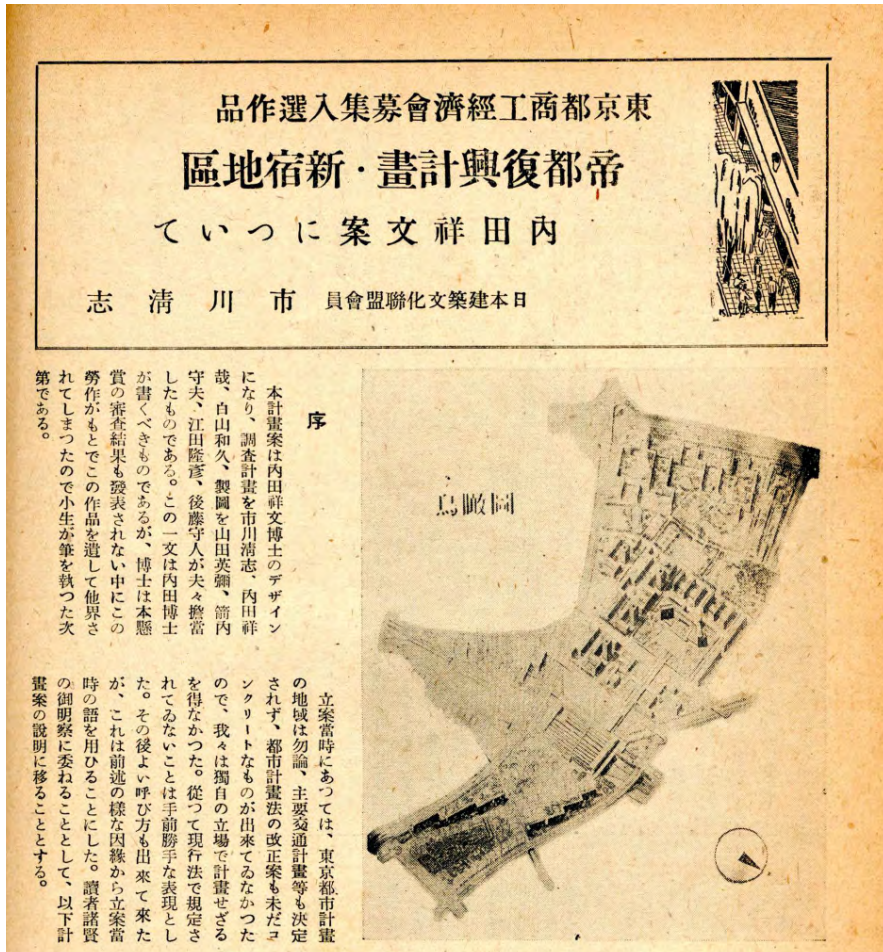 東京都商工經濟會募集入選作品
帝都復興計畫・新宿地區
內田祥文案について
日本建築文化聯盟會員 市川清志
鳥瞰圖
序
本計畫案は內田祥文博士のデザイン
になり、調査計畫を市川清志、內田祥
哉、白山和久、製圖を山田英彌、箭內
守夫、江田隆彥、後藤守人が夫々擔當
したものである。この一文は內田博士
が書くべきものであるが、博士は本懸
賞の審査結果も發表されない中にこの
勞作がもとでこの作品を遺して他界さ
れてしまつたので小生が筆を執つた次
第である。
立案當時にあつては、東京都市計畫
の地域は勿論、主要交通計畫等も決定
されず、都市計畫法の改正案も未だコ
ンクリートなものが出來てゐなかつた
ので、我々は獨自の立場で計畫せざる
を得なかつた。從つて現行法で規定さ
れてゐないことは手前勝手な表現とし
た。その後よい呼び方も出來て來た
が、これは前述の樣な因緣から立案當
時の語を用ひることにした。讀者諸賢
の御明察に委ねることとして、以下計
畫案の說明に移ることとする。